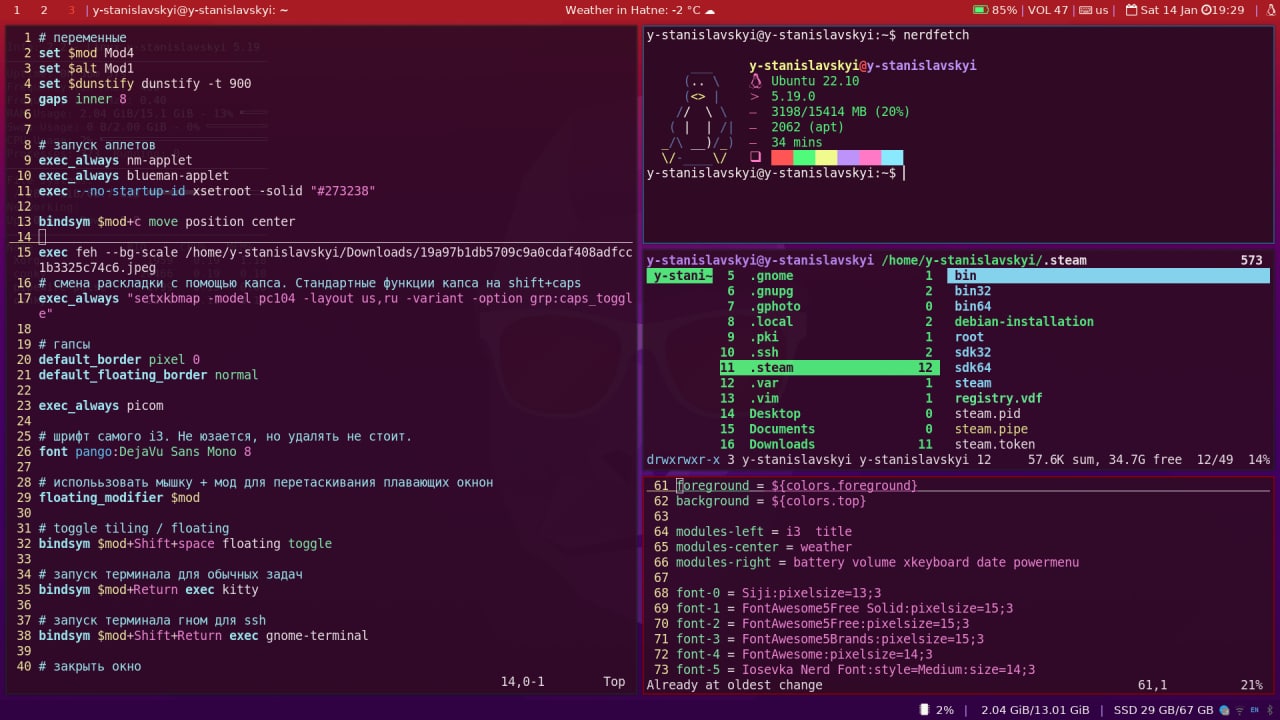 1 2 3 | y-stanislavskyi@y-stanislavskyi: ~
Weather in Hatne: -2 °C
85% | VOL 47 | us | Sat 14 Jan 19:29 |
1 # переменные
2 set $mod Mod4
3 set $alt Mod1
4 set $dunstify dunstify -t 900
5 gaps inner 8
6
7
8 # запуск аплетов
9 exec_always nm-applet
10 exec_always blueman-applet
11 exec --no-startup-id xsetroot -solid "#273238"
12
13 bindsym $mod+c move position center
14
15 exec feh --bg-scale /home/y-stanislavskyi/Downloads/19a97b1db5709c9a0cdaf408adfcc
1b3325c74c6.jpeg
16 # смена раскладки с помощью капса. Стандартные функции капса на shift+caps
17 exec_always "setxkbmap -model pc104 -layout us,ru -variant -option grp:caps_toggl
e"
18
19 # гапсы
20 default_border pixel 0
21 default_floating_border normal
22
23 exec_always picom
24
25 # шрифт самого i3. Не юзается, но удалять не стоит.
26 font pango:DejaVu Sans Mono 8
27
28 # использьзовать мышку + мод для перетаскивания плавающих окнон
29 floating_modifier $mod
30
31 # toggle tiling / floating
32 bindsym $mod+Shift+space floating toggle
33
34 # запуск терминала для обычных задач
35 bindsym $mod+Return exec kitty
36
37 # запуск терминала гном для ssh
38 bindsym $mod+Shift+Return exec gnome-terminal
39
40 # закрыть окно
14,0-1 Top
y-stanislavskyi@y-stanislavskyi:~$ nerdfetch
y-stanislavskyi@y-stanislavskyi
Ubuntu 22.10
5.19.0
3198/15414 MB (20%)
2062 (apt)
34 mins
y-stanislavskyi@y-stanislavskyi:~$
y-stanislavskyi@y-stanislavskyi /home/y-stanislavskyi/.steam 573
y-stani~ 5 .gnome 1 bin
6 .gnupg 2 bin32
7 .gphoto 0 bin64
8 .local 2 debian-installation
9 .pki 1 root
10 .ssh 2 sdk32
11 .steam 12 sdk64
12 .var 1 steam
13 .vim 1 registry.vdf
14 Desktop 0 steam.pid
15 Documents 0 steam.pipe
16 Downloads 11 steam.token
drwxrwxr-x 3 y-stanislavskyi y-stanislavskyi 12 57.6K sum, 34.7G free 12/49 14%
61 foreground = ${colors.foreground}
62 background = ${colors.top}
63
64 modules-left = i3 title
65 modules-center = weather
66 modules-right = battery volume xkeyboard date powermenu
67
68 font-0 = Siji:pixelsize=13;3
69 font-1 = FontAwesome5Free Solid:pixelsize=15;3
70 font-2 = FontAwesome5Free:pixelsize=15;3
71 font-3 = FontAwesome5Brands:pixelsize=15;3
72 font-4 = FontAwesome:pixelsize=14;3
73 font-5 = Iosevka Nerd Font:style=Medium:size=14;3
Already at oldest change 61,1 21%
2% | 2.04 GiB/13.01 GiB | SSD 29 GB/67 GB EN